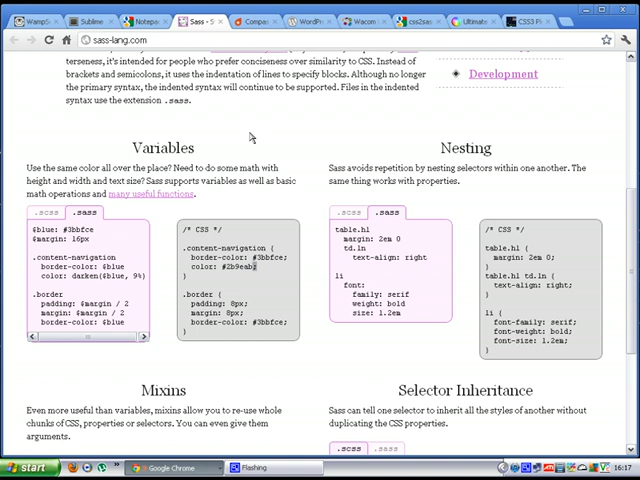 WampSe
Sublime
Notepad
Sass - S
Compas
WordPr
Wacom
css2sas
Ultimate
CSS3 Fl
sass-lang.com
terseness, it's intended for people who prefer conciseness over similarity to CSS. Instead of
brackets and semicolons, it uses the indentation of lines to specify blocks. Although no longer
the primary syntax, the indented syntax will continue to be supported. Files in the indented
syntax use the extension .sass.
Development
Variables
Use the same color all over the place? Need to do some math with
height and width and text size? Sass supports variables as well as basic
math operations and many useful functions.
.scss .sass
$blue: #3bbfce
$margin: 16px
.content-navigation
border-color: $blue
color: darken($blue, 9%)
.border
padding: $margin / 2
margin: $margin / 2
border-color: $blue
/* CSS */
.content-navigation {
border-color: #3bbfce;
color: #2b9eab;
}
.border {
padding: 8px;
margin: 8px;
border-color: #3bbfce;
}
Nesting
Sass avoids repetition by nesting selectors within one another. The
same thing works with properties.
.scss .sass
table.hl
margin: 2em 0
td.ln
text-align: right
li
font:
family: serif
weight: bold
size: 1.2em
/* CSS */
table.hl {
margin: 2em 0;
}
table.hl td.ln {
text-align: right;
}
li {
font-family: serif;
font-weight: bold;
font-size: 1.2em;
}
Mixins
Even more useful than variables, mixins allow you to re-use whole
chunks of CSS, properties or selectors. You can even give them
arguments.
Selector Inheritance
Sass can tell one selector to inherit all the styles of another without
duplicating the CSS properties.
.scss .sass
start
7 Google Chrome
Flashing
16:17